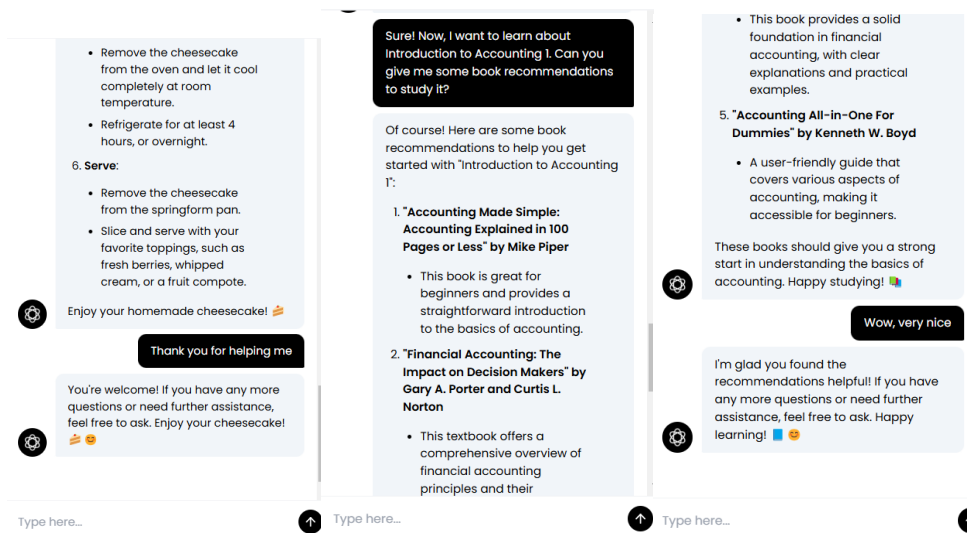 • Remove the cheesecake
from the oven and let it cool
completely at room
temperature.
• Refrigerate for at least 4
hours, or overnight.
6. Serve:
• Remove the cheesecake
from the springform pan.
• Slice and serve with your
favorite toppings, such as
fresh berries, whipped
cream, or a fruit compote.
Enjoy your homemade cheesecake! 🍰
Thank you for helping me
You're welcome! If you have any more
questions or need further assistance,
feel free to ask. Enjoy your cheesecake!
🍰 😊
Type here...
Sure! Now, I want to learn about
Introduction to Accounting 1. Can you
give me some book recommendations
to study it?
Of course! Here are some book
recommendations to help you get
started with "Introduction to Accounting
1":
1. "Accounting Made Simple:
Accounting Explained in 100
Pages or Less" by Mike Piper
• This book is great for
beginners and provides a
straightforward introduction
to the basics of accounting.
2. "Financial Accounting: The
Impact on Decision Makers" by
Gary A. Porter and Curtis L.
Norton
• This textbook offers a
comprehensive overview of
financial accounting
principles and their
Type here...
• This book provides a solid
foundation in financial
accounting, with clear
explanations and practical
examples.
5. "Accounting All-in-One For
Dummies" by Kenneth W. Boyd
• A user-friendly guide that
covers various aspects of
accounting, making it
accessible for beginners.
These books should give you a strong
start in understanding the basics of
accounting. Happy studying! 📚
Wow, very nice
I'm glad you found the
recommendations helpful! If you have
any more questions or need further
assistance, feel free to ask. Happy
learning! 📘 😊
Type here...